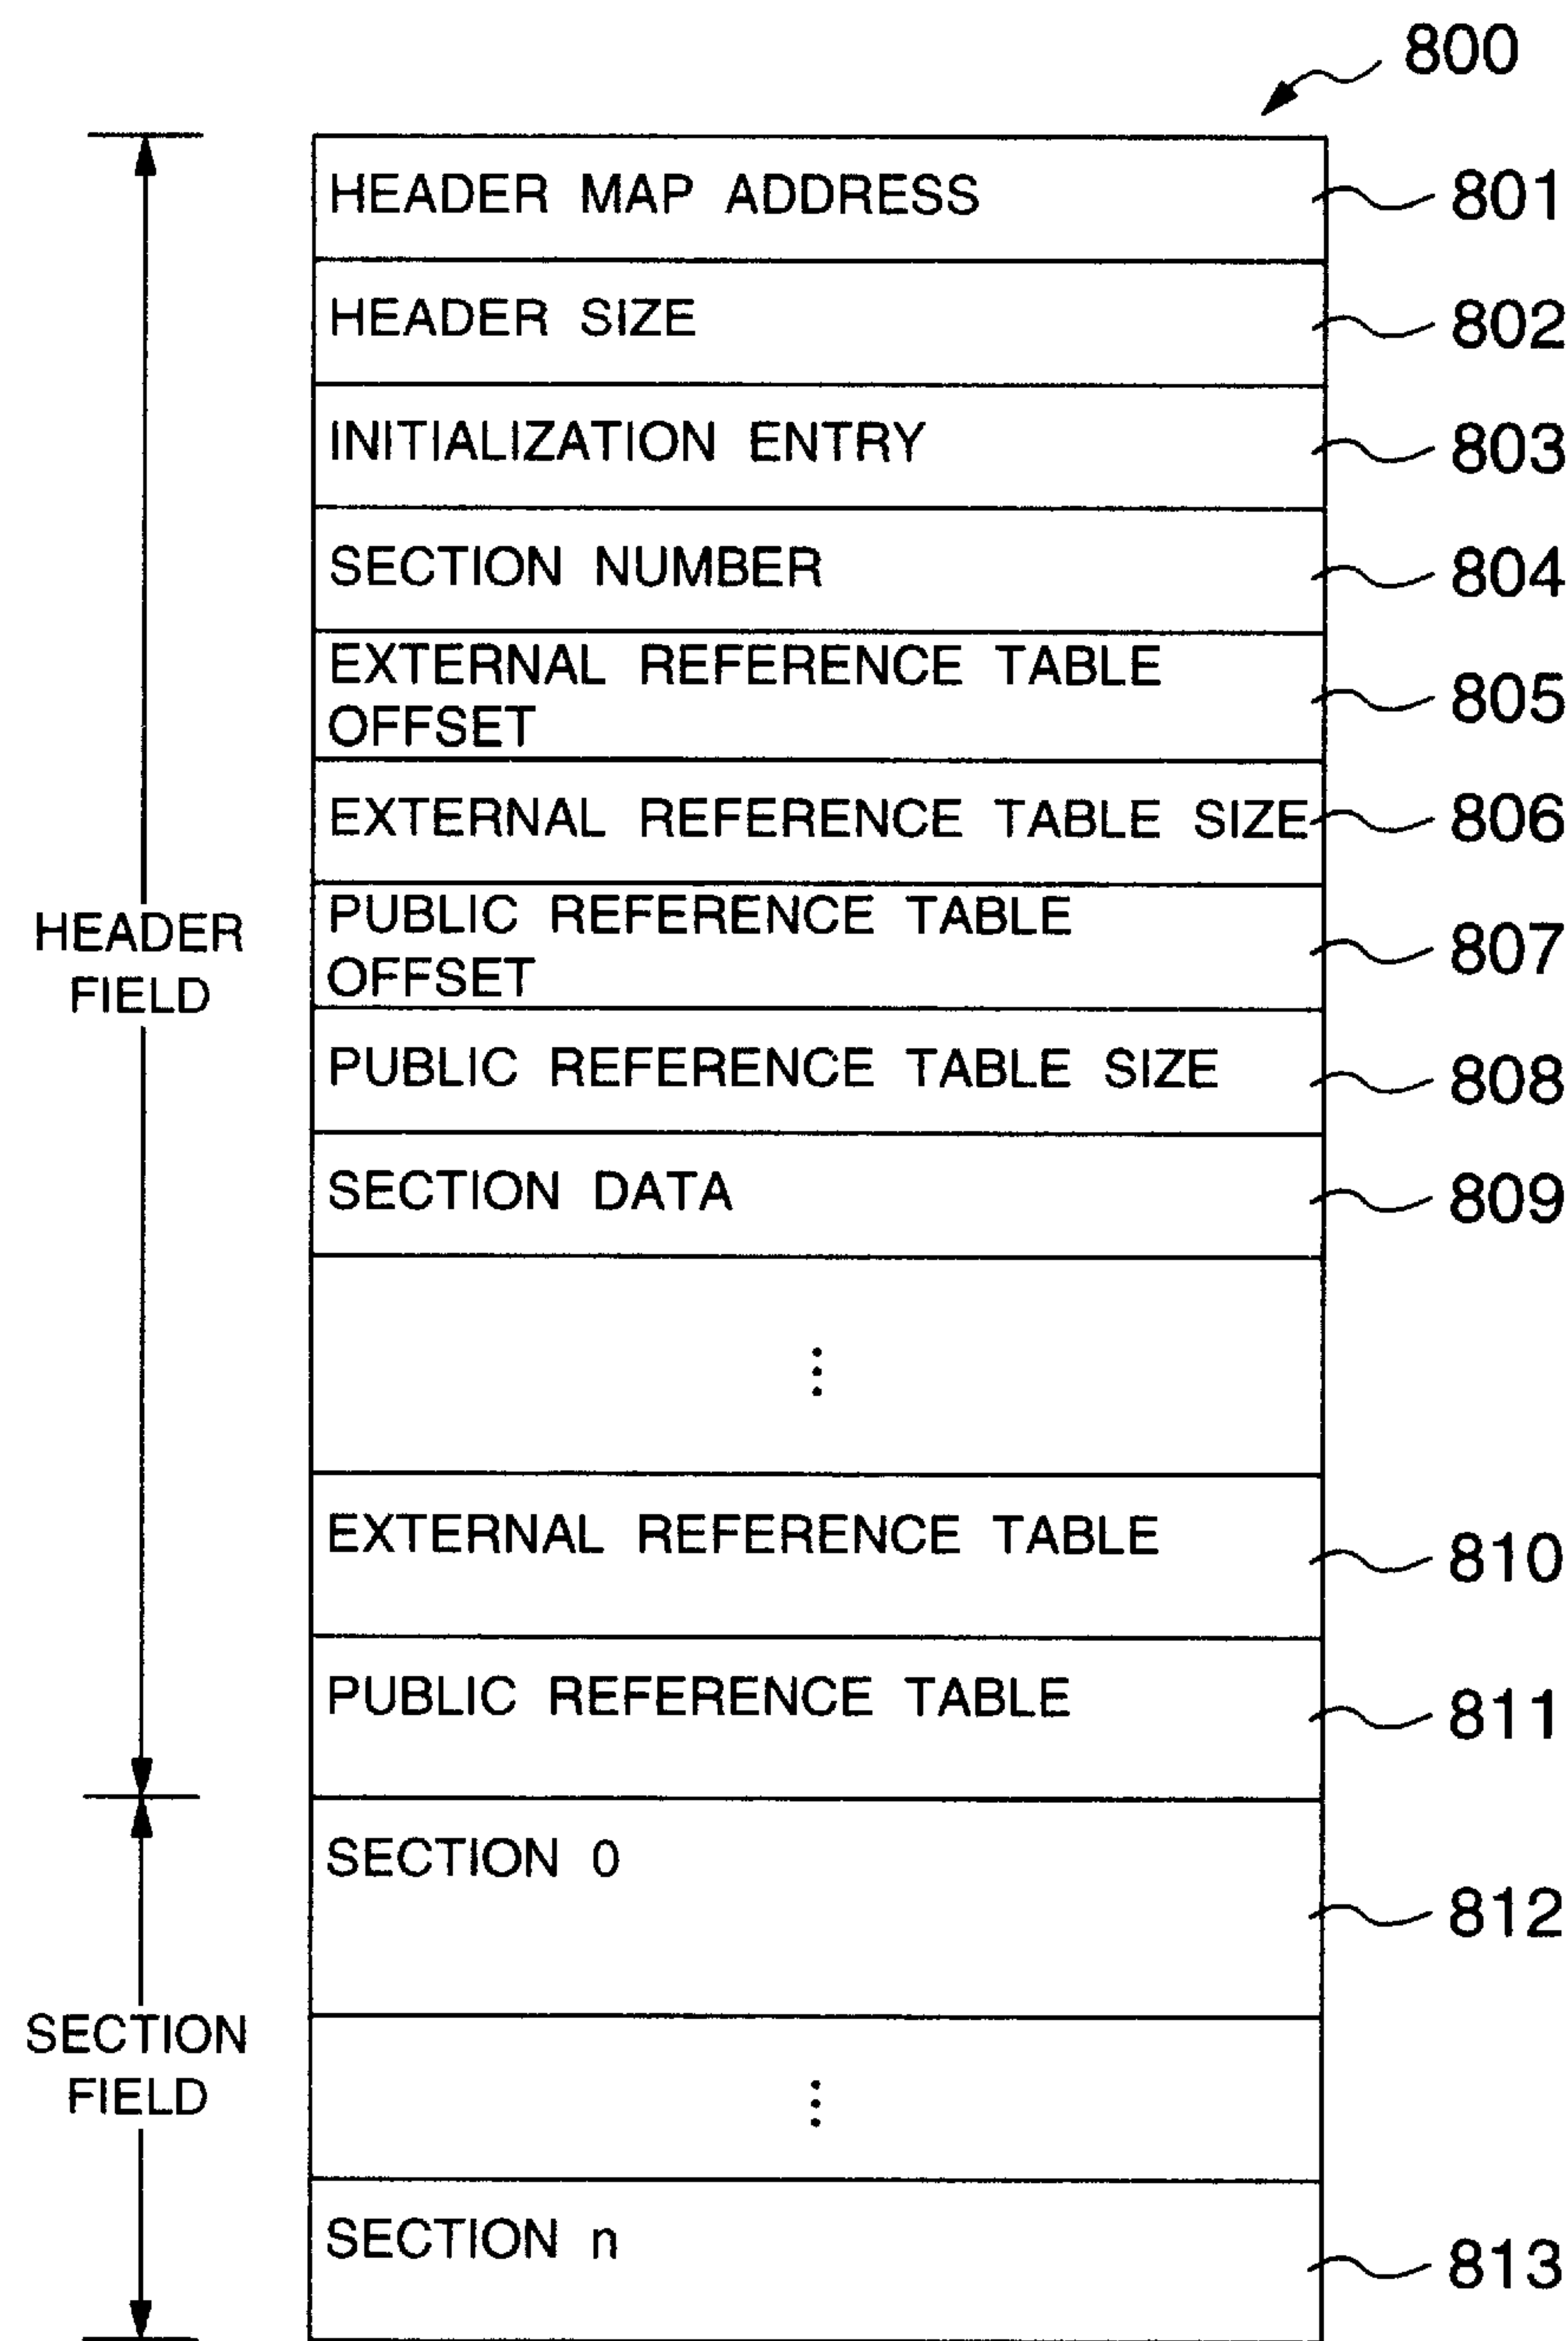 800
HEADER MAP ADDRESS 801
HEADER SIZE 802
INITIALIZATION ENTRY 803
SECTION NUMBER 804
EXTERNAL REFERENCE TABLE
OFFSET 805
EXTERNAL REFERENCE TABLE SIZE 806
PUBLIC REFERENCE TABLE
OFFSET 807
HEADER
FIELD
PUBLIC REFERENCE TABLE SIZE 808
SECTION DATA 809
⋮
EXTERNAL REFERENCE TABLE 810
PUBLIC REFERENCE TABLE 811
SECTION 0 812
SECTION
FIELD
⋮
SECTION n 813